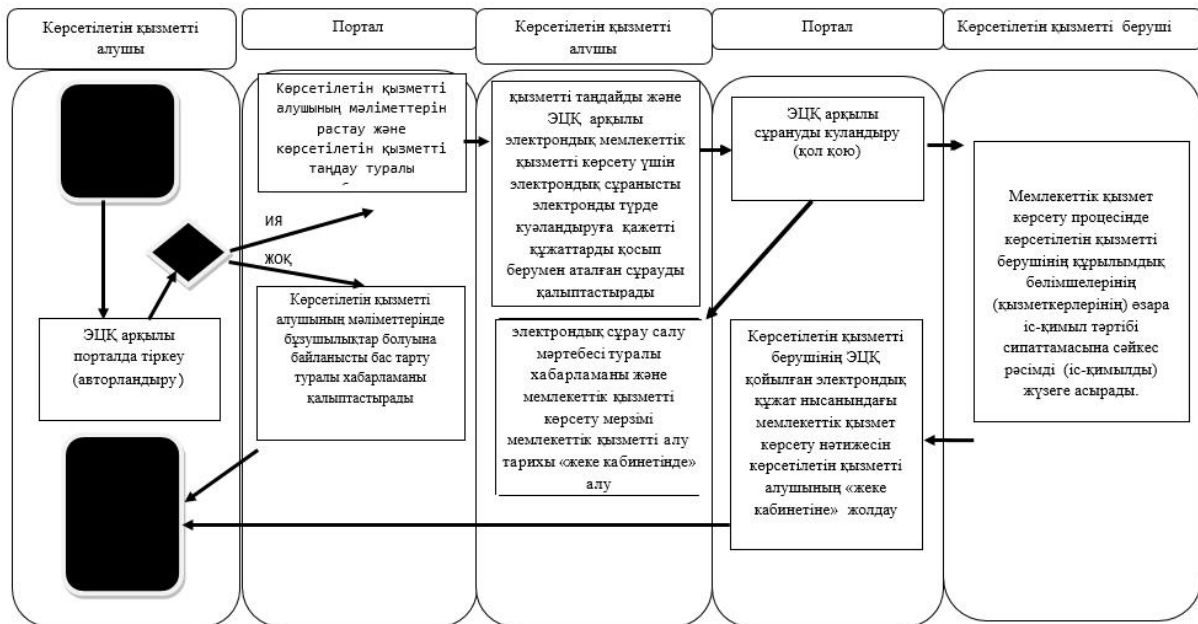 Көрсетілетін қызметті
алушы
Портал
Көрсетілетін қызметті
алушы
Портал
Көрсетілетін қызметті беруші
ЭЦҚ арқылы
порталда тіркеу
(авторландыру)
ИЯ
ЖОҚ
Көрсетілетін қызметті
алушының мәліметтерін
растау және
көрсетілетін қызметті
таңдау туралы
Көрсетілетін қызметті
алушының мәліметтерінде
бұзушылықтар болуына
байланысты бас тарту
туралы хабарламаны
қалыптастырады
қызметті таңдайды және
ЭЦҚ арқылы
электрондық мемлекеттік
қызметті көрсету үшін
электрондық сұранысты
электронды түрде
куәландыруға қажетті
құжаттарды қосып
берумен аталған сұрауды
қалыптастырады
электрондық сұрау салу
мәртебесі туралы
хабарламаны және
мемлекеттік қызметті
көрсету мерзімі
мемлекеттік қызметті алу
тарихы «жеке кабинетінде»
алу
ЭЦҚ арқылы
сұрануды куландыру
(қол қою)
Көрсетілетін қызметті
берушінің ЭЦҚ
қойылған электрондық
құжат нысанындағы
мемлекеттік қызмет
көрсету нәтижесін
көрсетілетін қызметті
алушының «жеке
кабинетіне» жолдау
Мемлекеттік қызмет
көрсету процесінде
көрсетілетін қызметті
берушінің құрылымдық
бөлімшелерінің
(қызметкерлерінің) өзара
іс-қимыл тәртібі
сипаттамасына сәйкес
рәсімді (іс-қимылды)
жүзеге асырады.